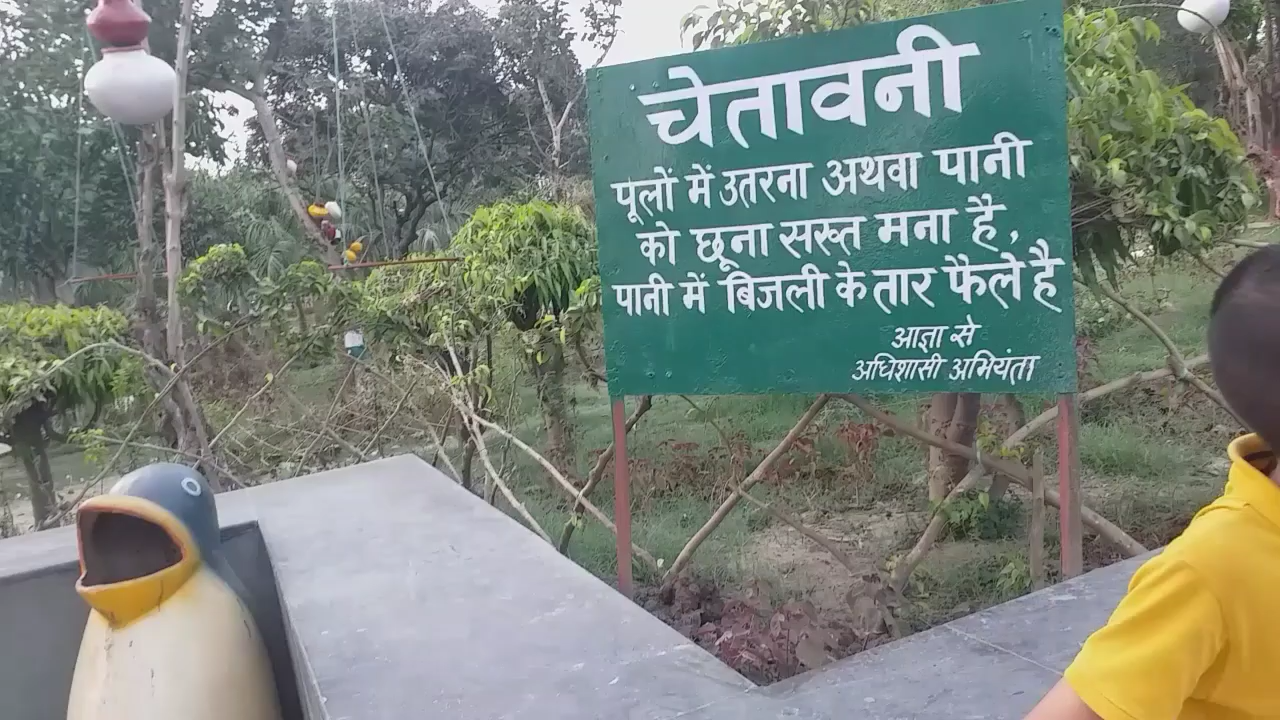 चेतावनी
पूलों में उतरना अथवा पानी
को छूना सख्त मना है,
पानी में बिजली के तार फैले है
आज्ञा से
अधिशासी अभियंता